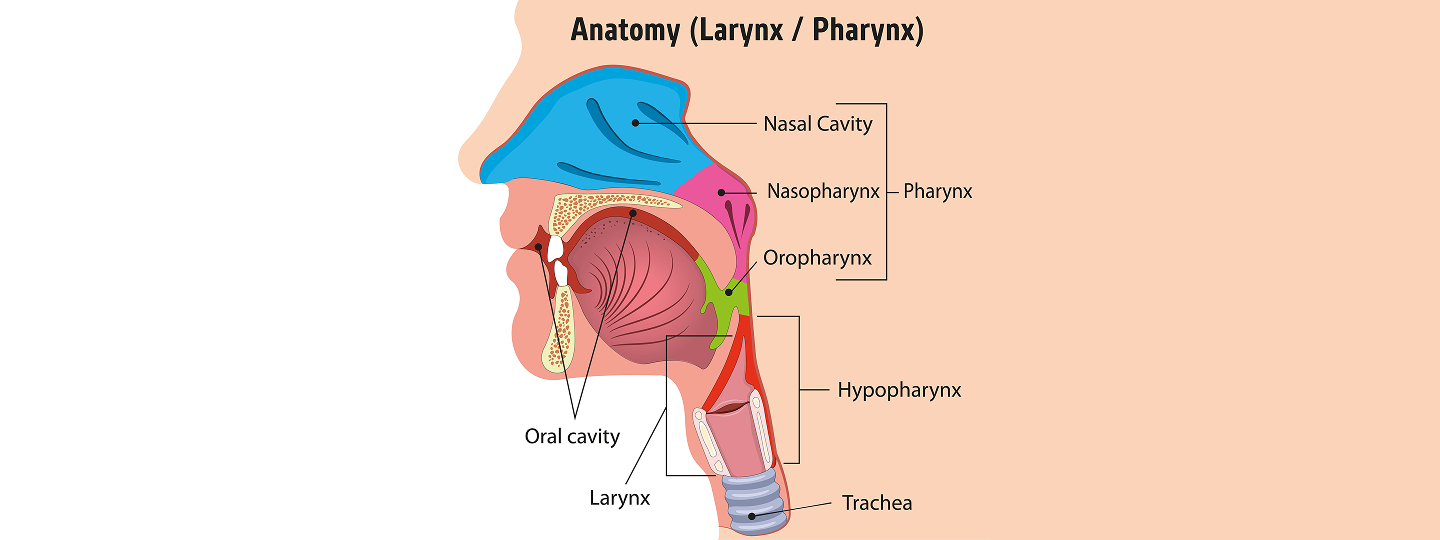 Anatomy (Larynx / Pharynx)
Nasal Cavity
Nasopharynx
Pharynx
Oropharynx
Hypopharynx
Oral cavity
Larynx
Trachea